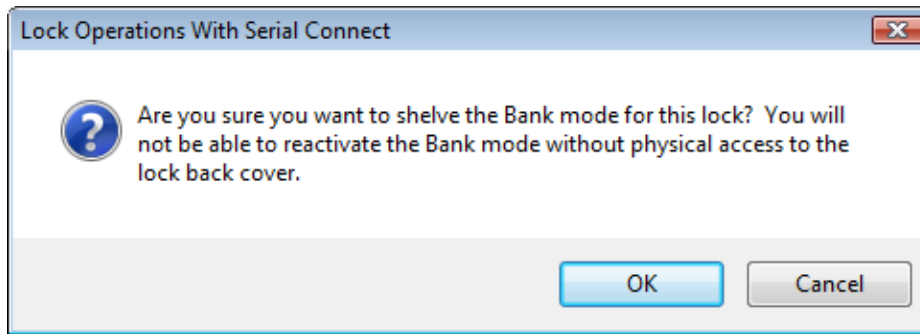 Lock Operations With Serial Connect
Are you sure you want to shelve the Bank mode for this lock?  You will
not be able to reactivate the Bank mode without physical access to the
lock back cover.
OK
Cancel